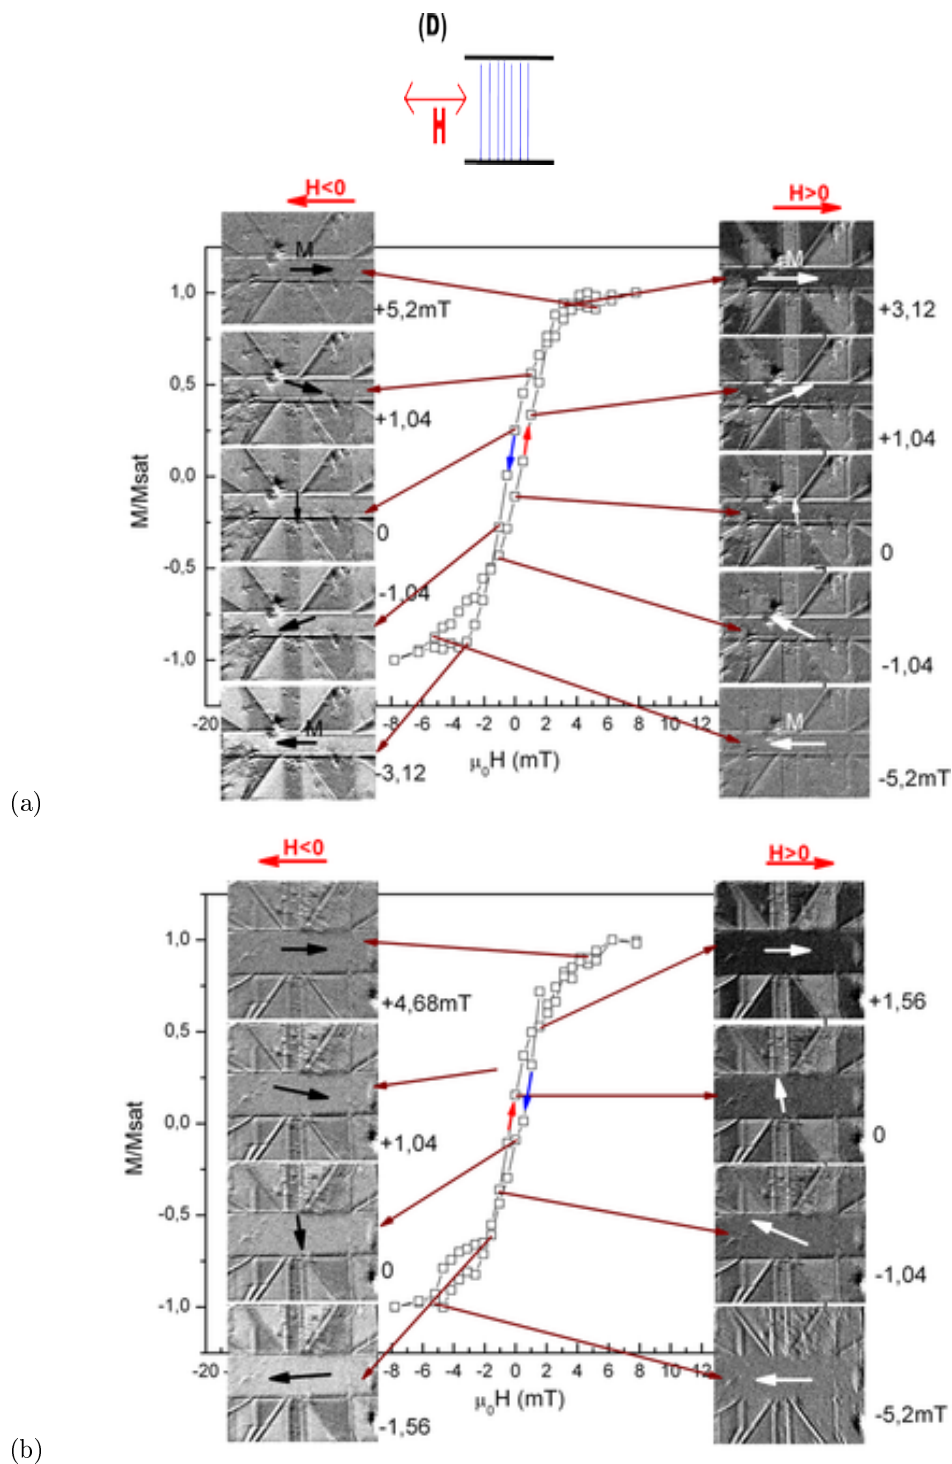 (D)
H
H<0
H>0
M
M
+5,2mT
+3,12
+1,04
+1,04
0
0
-1,04
-1,04
M
M
-3,12
-5,2mT
M/Msat
1,0
0,5
0,0
-0,5
-1,0
-20
-8 -6 -4 -2 0 2 4 6 8 10 12
μ0H (mT)
(a)
H<0
H>0
+4,68mT
+1,56
+1,04
0
0
-1,04
-1,56
-5,2mT
M/Msat
1,0
0,5
0,0
-0,5
-1,0
-20
-8 -6 -4 -2 0 2 4 6 8 10 12
μ0H (mT)
(b)